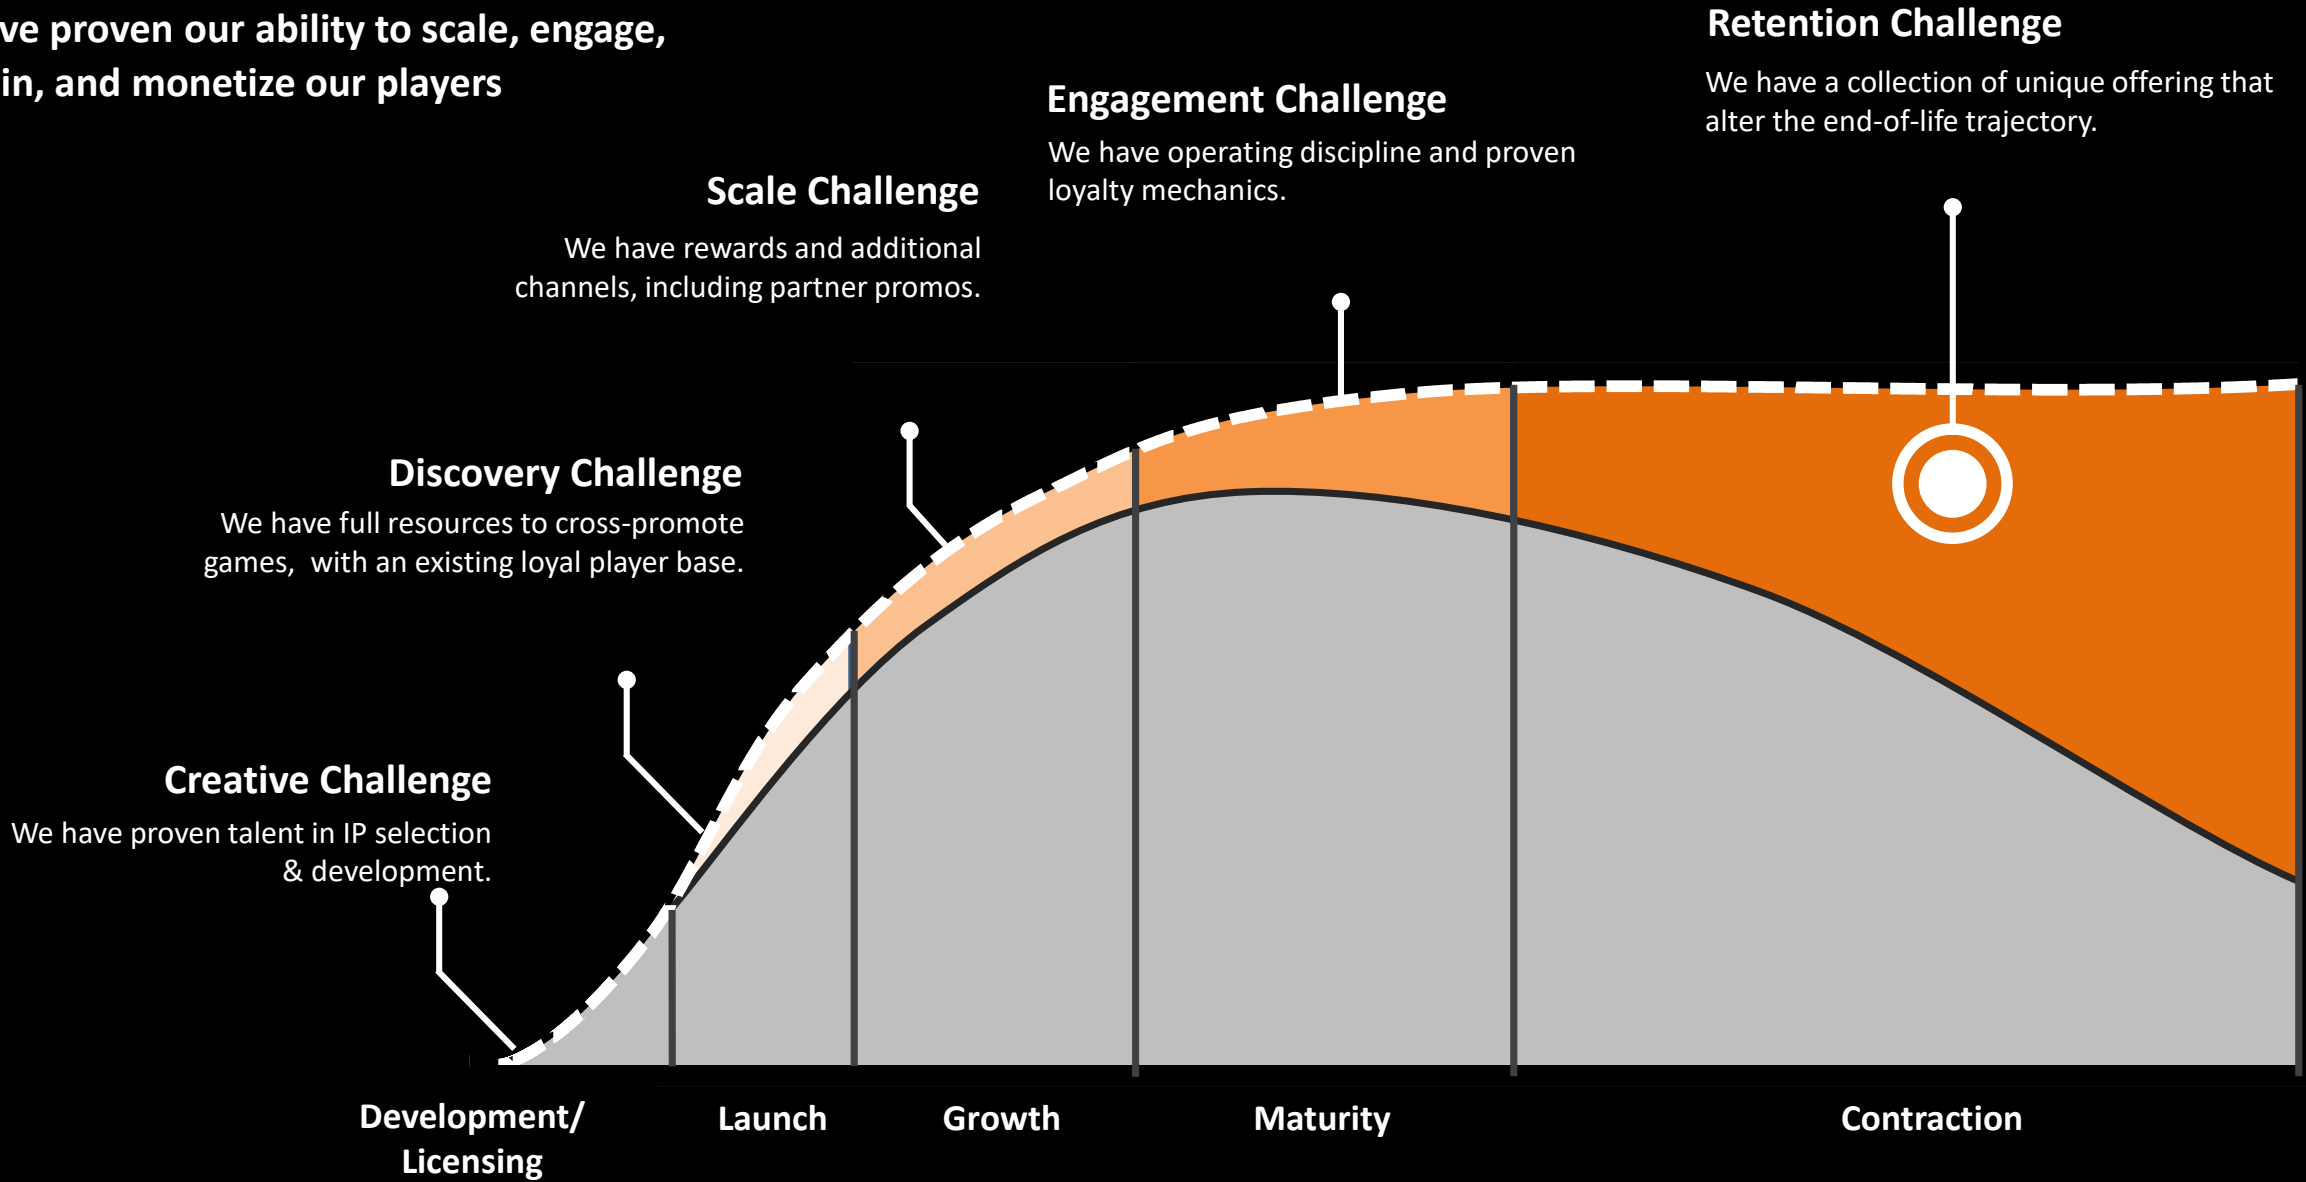 ve proven our ability to scale, engage,
in, and monetize our players
Retention Challenge
We have a collection of unique offering that
alter the end-of-life trajectory.
Engagement Challenge
We have operating discipline and proven
loyalty mechanics.
Scale Challenge
We have rewards and additional
channels, including partner promos.
Discovery Challenge
We have full resources to cross-promote
games,  with an existing loyal player base.
Creative Challenge
We have proven talent in IP selection
& development.
Development/
Licensing
Launch
Growth
Maturity
Contraction